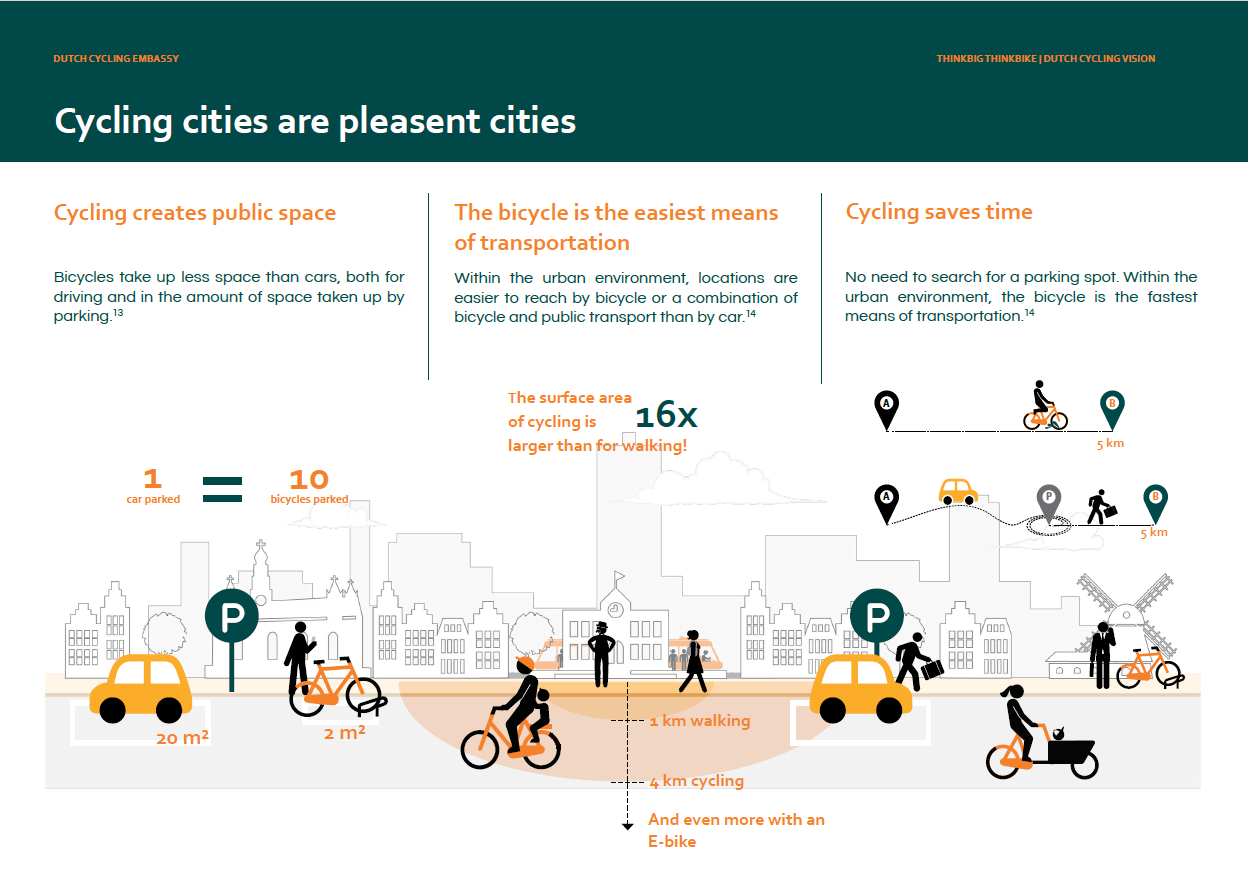 DUTCH CYCLING EMBASSY
THINKBIG THINKBIKE | DUTCH CYCLING VISION
Cycling cities are pleasent cities
Cycling creates public space
Bicycles take up less space than cars, both for
driving and in the amount of space taken up by
parking.¹³
The bicycle is the easiest means
of transportation
Within the urban environment, locations are
easier to reach by bicycle or a combination of
bicycle and public transport than by car.¹⁴
Cycling saves time
No need to search for a parking spot. Within the
urban environment, the bicycle is the fastest
means of transportation.¹⁴
The surface area
of cycling is 16x
larger than for walking!
A
B
5 km
A
P
B
5 km
1
car parked
10
bicycles parked
P
P
20 m²
2 m²
1 km walking
4 km cycling
And even more with an
E-bike